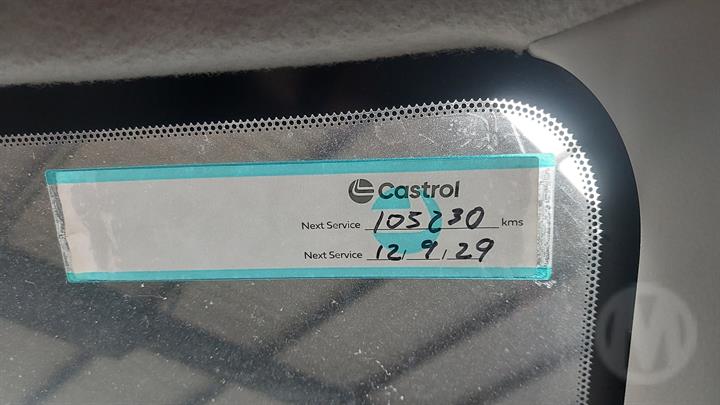 Castrol
Next Service 105230 kms
Next Service 12, 9, 29
M